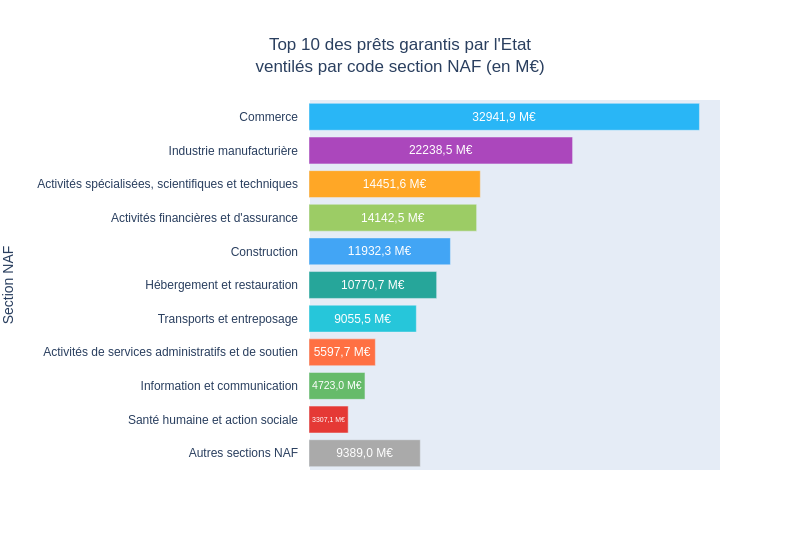 Top 10 des prêts garantis par l'Etat
ventilés par code section NAF (en M€)
Section NAF
Commerce 32941,9 M€
Industrie manufacturière 22238,5 M€
Activités spécialisées, scientifiques et techniques 14451,6 M€
Activités financières et d'assurance 14142,5 M€
Construction 11932,3 M€
Hébergement et restauration 10770,7 M€
Transports et entreposage 9055,5 M€
Activités de services administratifs et de soutien 5597,7 M€
Information et communication 4723,0 M€
Santé humaine et action sociale 3307,1 M€
Autres sections NAF 9389,0 M€